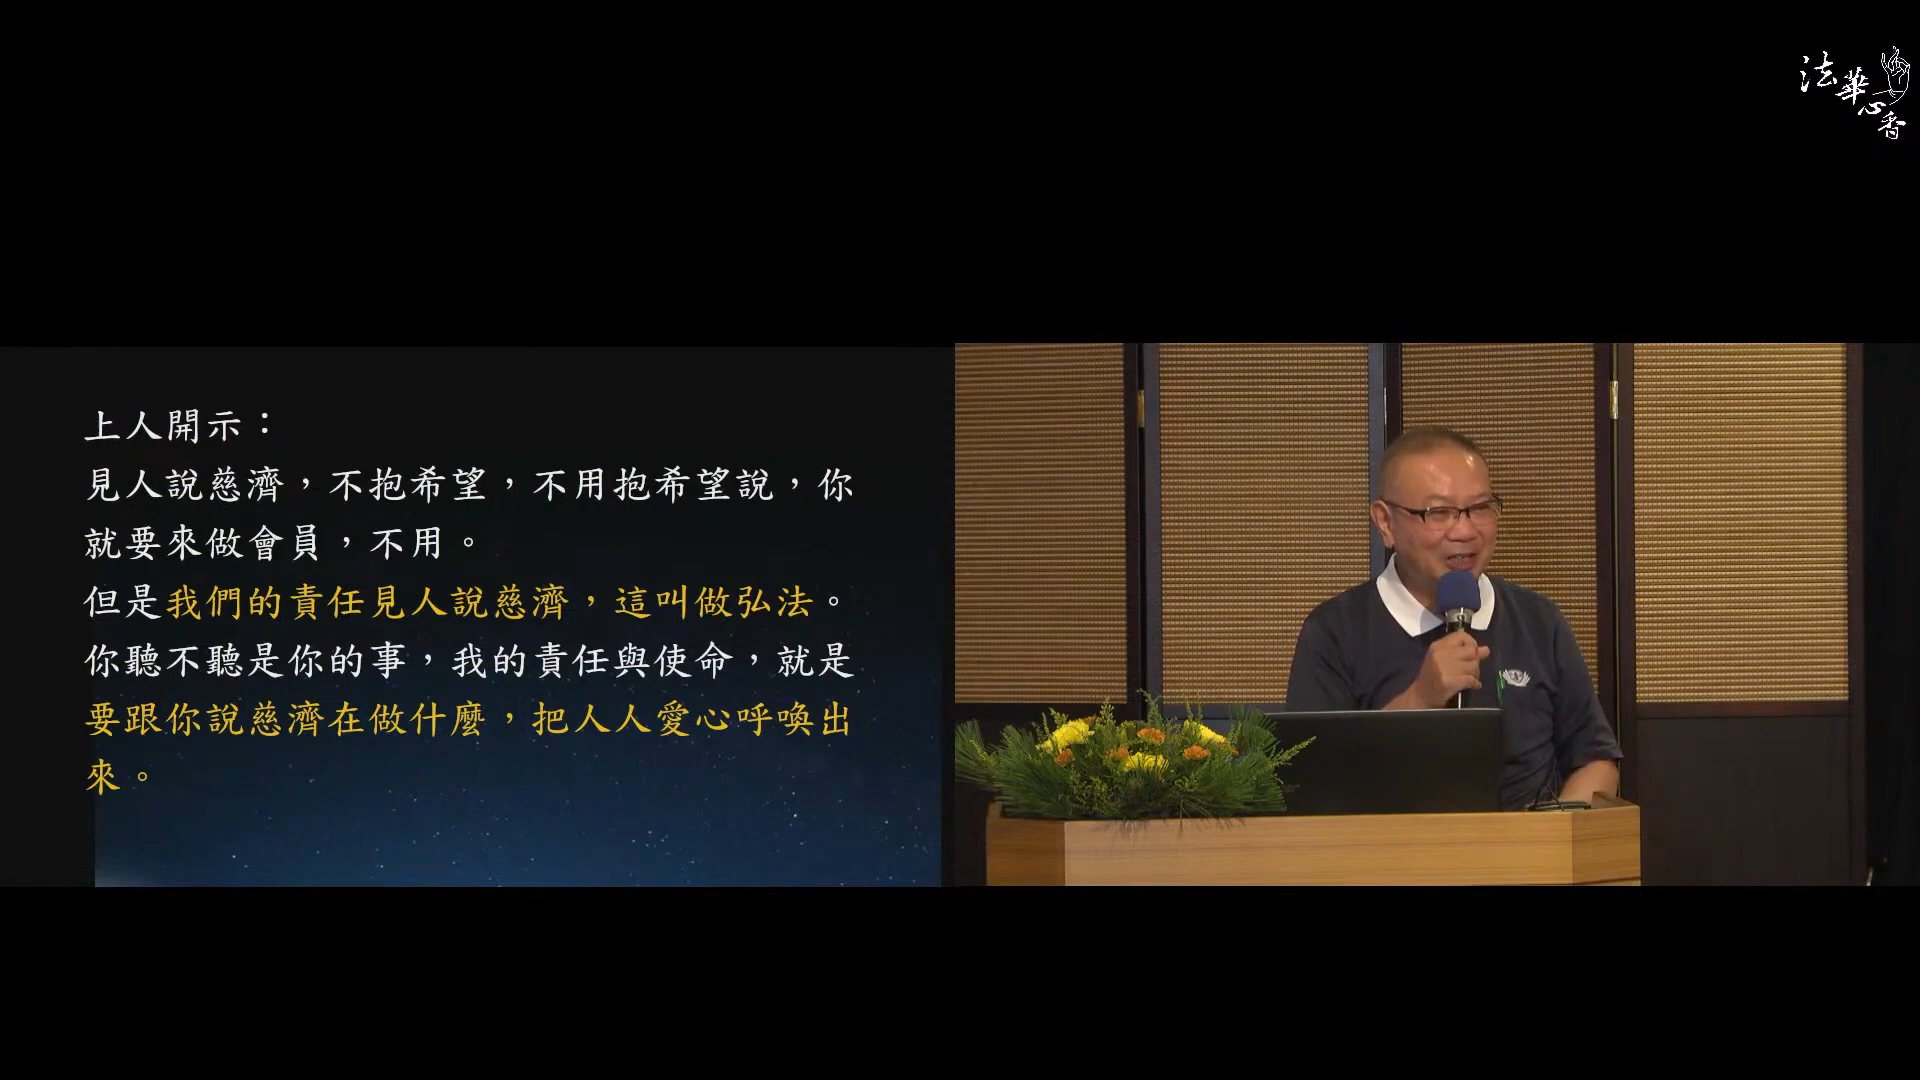 法華心香
上人開示：
見人說慈濟，不抱希望，不用抱希望說，你
就要來做會員，不用。
但是我們的責任見人說慈濟，這叫做弘法。
你聽不聽是你的事，我的責任與使命，就是
要跟你說慈濟在做什麼，把人人愛心呼喚出
來。